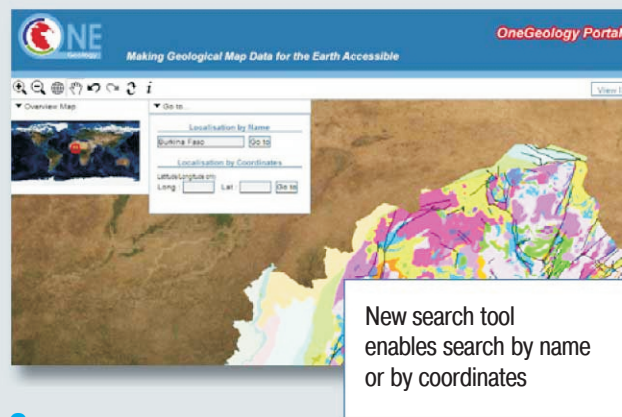 ONE
Geology
Making Geological Map Data for the Earth Accessible
OneGeology Portal
i
View l
▼ Overview Map
▼ Go to...
Localisation by Name
Burkina Faso
Go to
Localisation by Coordinates
Latitude/Longitude only
Long :
Lat :
Go to
New search tool
enables search by name
or by coordinates